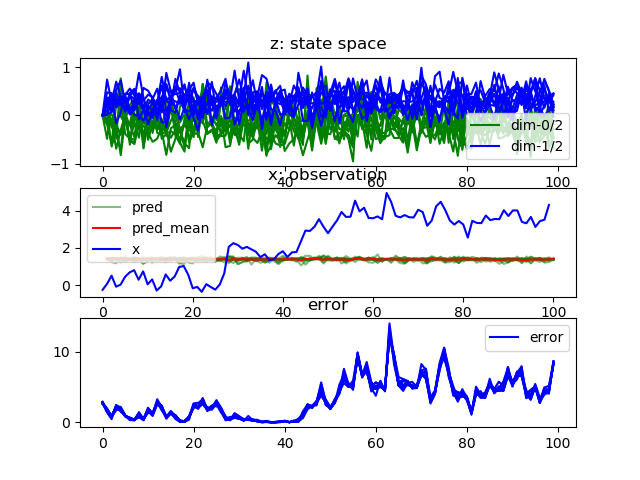 z: state space
1
0
−1
dim-0/2
dim-1/2
0 20 40 60 80 100
x: observation
4
2
0
pred
pred_mean
x
0 20 40 60 80 100
error
10
0
error
0 20 40 60 80 100